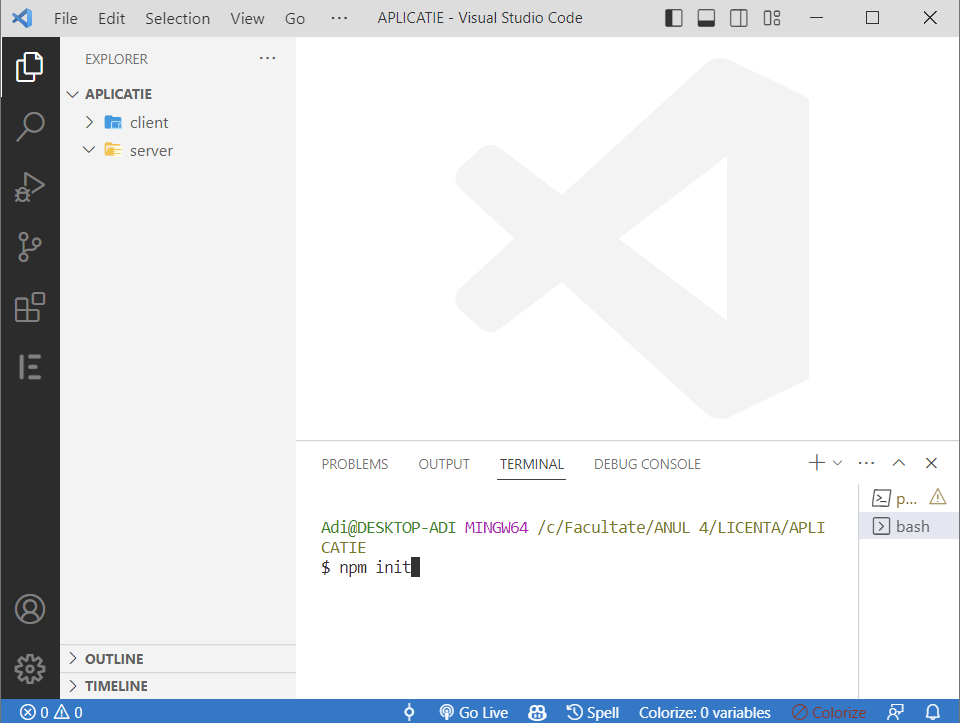 File Edit Selection View Go ··· APLICATIE - Visual Studio Code
EXPLORER ···
APLICATIE
client
server
PROBLEMS OUTPUT TERMINAL DEBUG CONSOLE ···
p...
bash
Adi@DESKTOP-ADI MINGW64 /c/Facultate/ANUL 4/LICENTA/APLI
CATIE
$ npm init
OUTLINE
TIMELINE
0 0 Go Live Spell Colorize: 0 variables Colorize